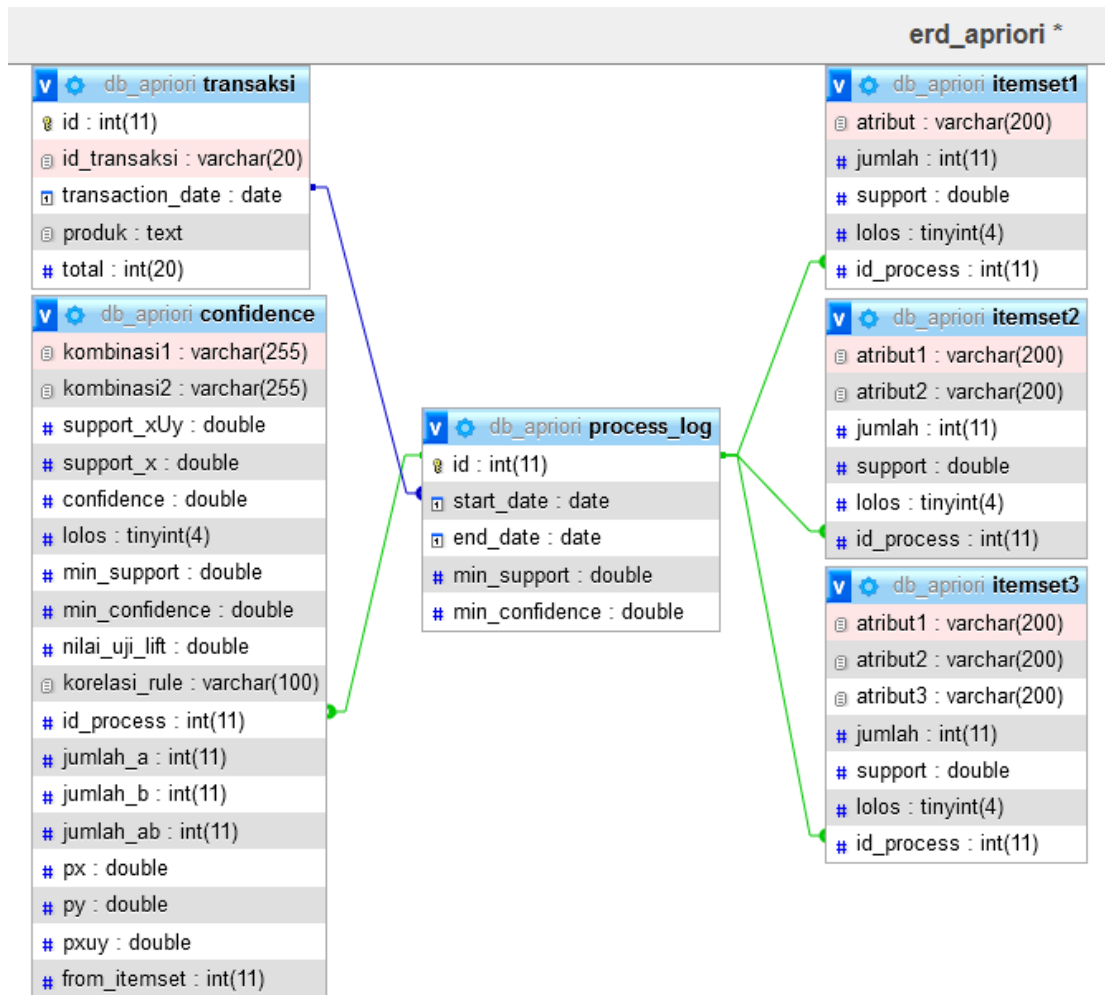 erd_apriori *
v db_apriori transaksi
id : int(11)
id_transaksi : varchar(20)
transaction_date : date
produk : text
# total : int(20)
v db_apriori confidence
kombinasi1 : varchar(255)
kombinasi2 : varchar(255)
# support_xUy : double
# support_x : double
# confidence : double
# lolos : tinyint(4)
# min_support : double
# min_confidence : double
# nilai_uji_lift : double
korelasi_rule : varchar(100)
# id_process : int(11)
# jumlah_a : int(11)
# jumlah_b : int(11)
# jumlah_ab : int(11)
# px : double
# py : double
# pxuy : double
# from_itemset : int(11)
v db_apriori process_log
id : int(11)
start_date : date
end_date : date
# min_support : double
# min_confidence : double
v db_apriori itemset1
atribut : varchar(200)
# jumlah : int(11)
# support : double
# lolos : tinyint(4)
# id_process : int(11)
v db_apriori itemset2
atribut1 : varchar(200)
atribut2 : varchar(200)
# jumlah : int(11)
# support : double
# lolos : tinyint(4)
# id_process : int(11)
v db_apriori itemset3
atribut1 : varchar(200)
atribut2 : varchar(200)
atribut3 : varchar(200)
# jumlah : int(11)
# support : double
# lolos : tinyint(4)
# id_process : int(11)